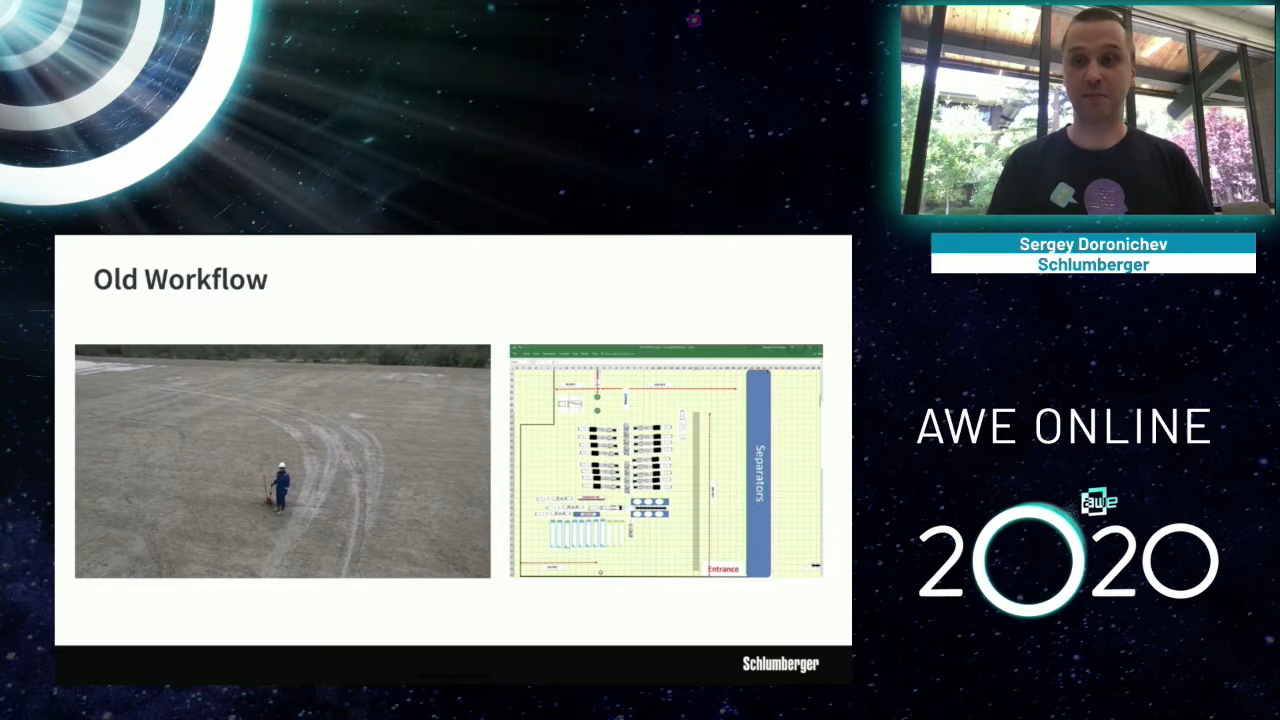 Sergey Doronichev
Schlumberger
Old Workflow
Separators
Entrance
Schlumberger
AWE ONLINE
awe
2020